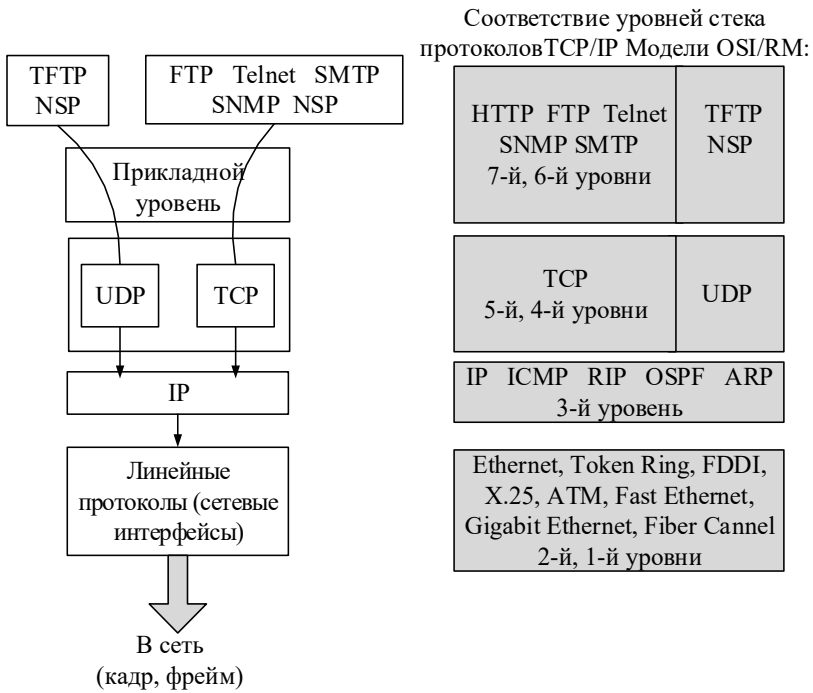 Соответствие уровней стека
протоколовTCP/IP Модели OSI/RM:
TFTP
NSP
FTP Telnet SMTP
SNMP NSP
Прикладной
уровень
UDP
TCP
IP
Линейные
протоколы (сетевые
интерфейсы)
В сеть
(кадр, фрейм)
HTTP FTP Telnet
SNMP SMTP
7-й, 6-й уровни
TFTP
NSP
TCP
5-й, 4-й уровни
UDP
IP ICMP RIP OSPF ARP
3-й уровень
Ethernet, Token Ring, FDDI,
X.25, ATM, Fast Ethernet,
Gigabit Ethernet, Fiber Cannel
2-й, 1-й уровни